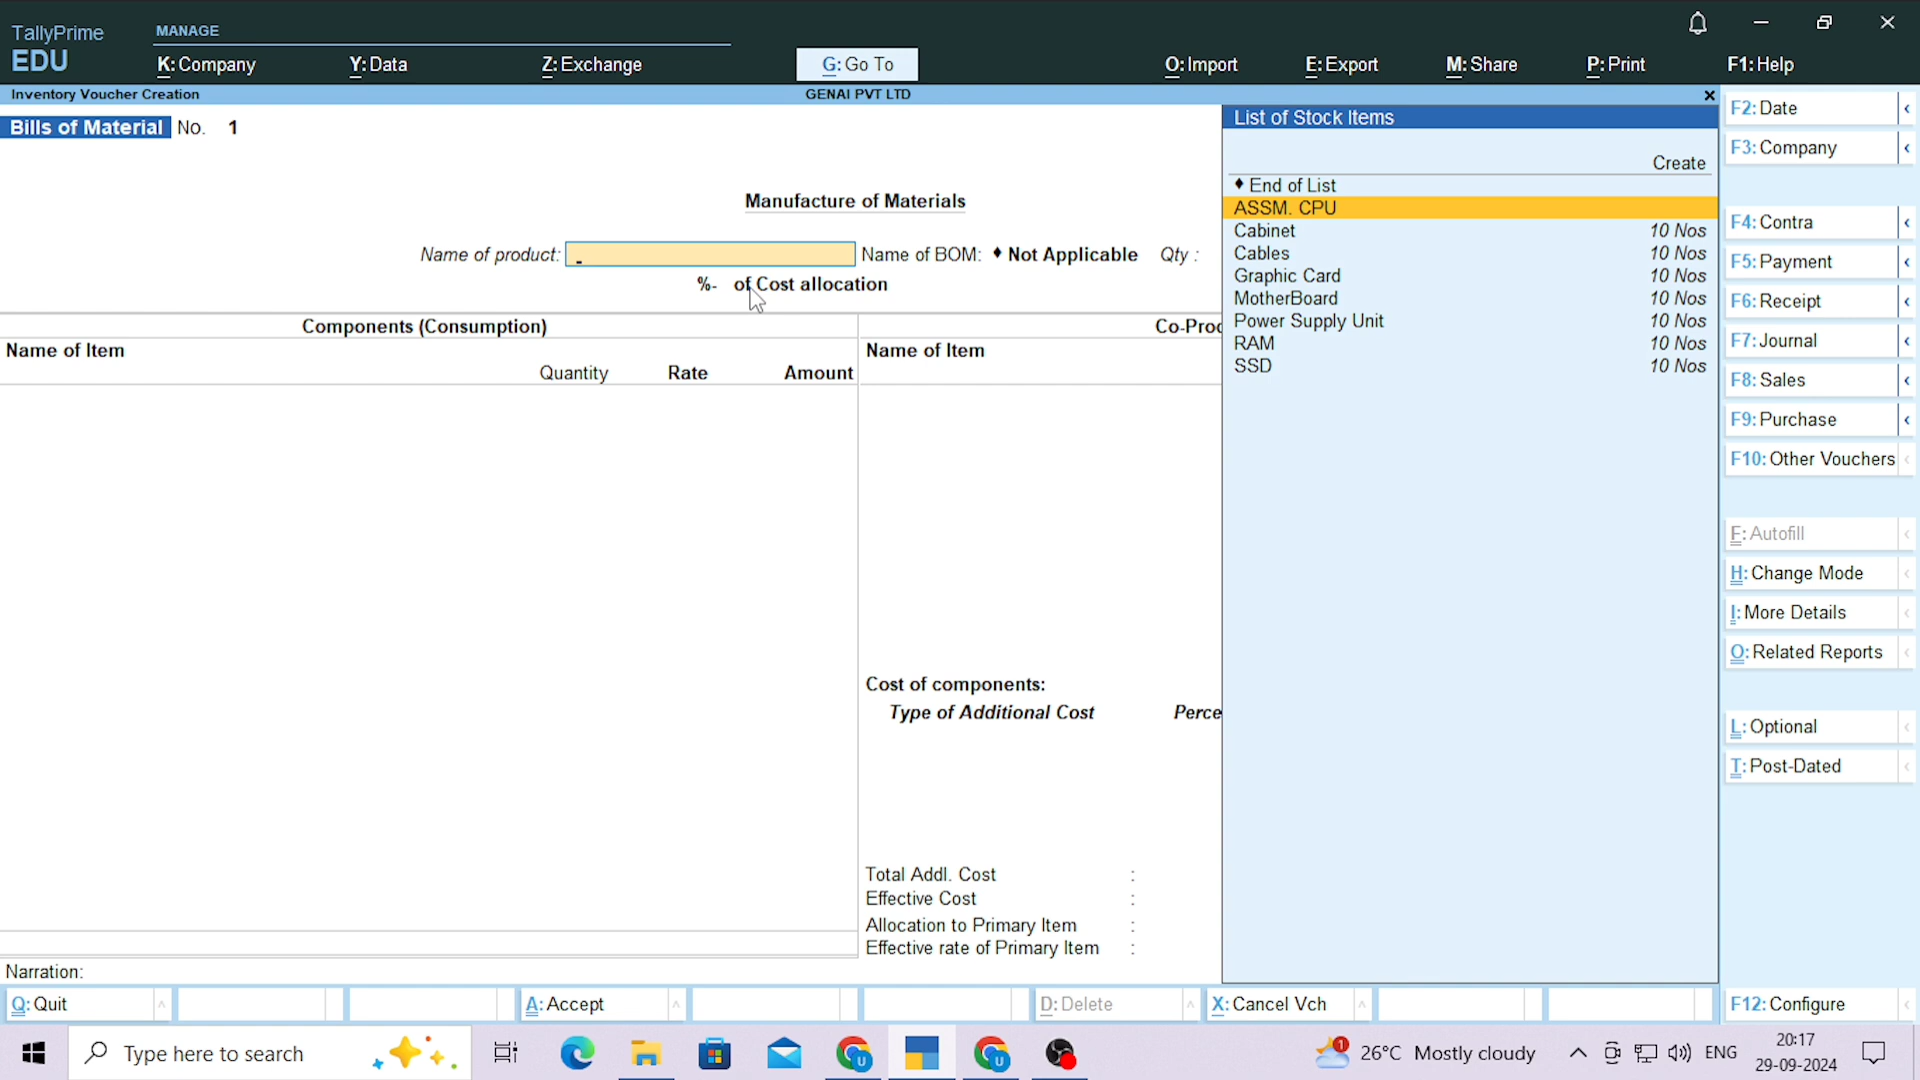 TallyPrime
EDU
MANAGE
K: Company
Y: Data
Z: Exchange
G: Go To
O: Import
E: Export
M: Share
P: Print
F1: Help
Inventory Voucher Creation
GENAI PVT LTD
Bills of Material No. 1
Manufacture of Materials
Name of product: Name of BOM: ♦ Not Applicable Qty :
%- of Cost allocation
Components (Consumption)
Co-Proc
Name of Item
Quantity Rate Amount
Name of Item
Cost of components:
Type of Additional Cost Perce
Total Addl. Cost :
Effective Cost :
Allocation to Primary Item :
Effective rate of Primary Item :
Narration:
List of Stock Items
Create
♦ End of List
ASSM. CPU
Cabinet 10 Nos
Cables 10 Nos
Graphic Card 10 Nos
MotherBoard 10 Nos
Power Supply Unit 10 Nos
RAM 10 Nos
SSD 10 Nos
F2: Date
F3: Company
F4: Contra
F5: Payment
F6: Receipt
F7: Journal
F8: Sales
F9: Purchase
F10: Other Vouchers
F: Autofill
H: Change Mode
I: More Details
O: Related Reports
L: Optional
T: Post-Dated
F12: Configure
Q: Quit
A: Accept
D: Delete
X: Cancel Vch
Type here to search
1
26°C Mostly cloudy
ENG
20:17
29-09-2024